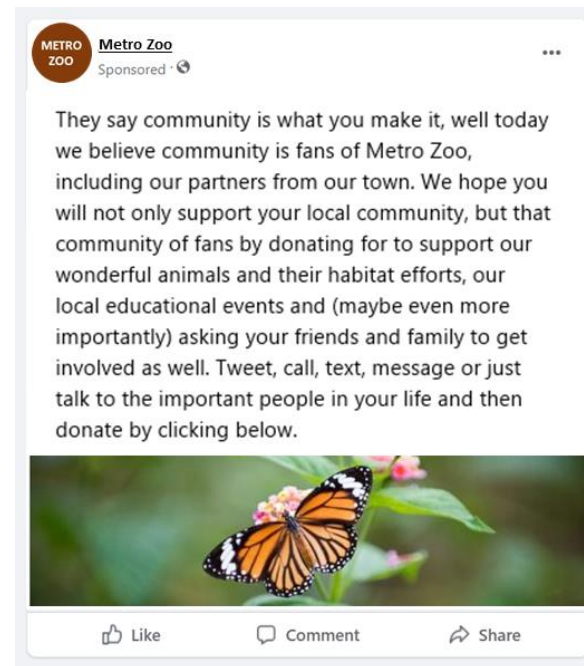 METRO
ZOO
Metro Zoo
Sponsored ·
They say community is what you make it, well today
we believe community is fans of Metro Zoo,
including our partners from our town. We hope you
will not only support your local community, but that
community of fans by donating for to support our
wonderful animals and their habitat efforts, our
local educational events and (maybe even more
importantly) asking your friends and family to get
involved as well. Tweet, call, text, message or just
talk to the important people in your life and then
donate by clicking below.
Like Comment Share